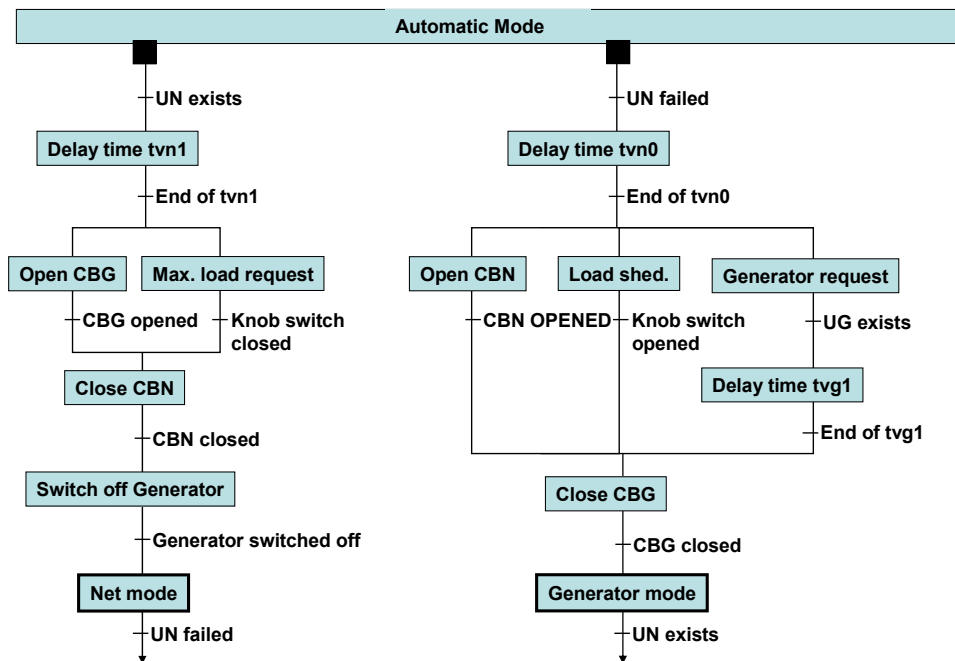 Automatic Mode
UN exists
Delay time tvn1
End of tvn1
Open CBG
Max. load request
CBG opened
Knob switch
closed
Close CBN
CBN closed
Switch off Generator
Generator switched off
Net mode
UN failed
UN failed
Delay time tvn0
End of tvn0
Open CBN
Load shed.
Generator request
CBN OPENED
Knob switch
opened
UG exists
Delay time tvg1
End of tvg1
Close CBG
CBG closed
Generator mode
UN exists